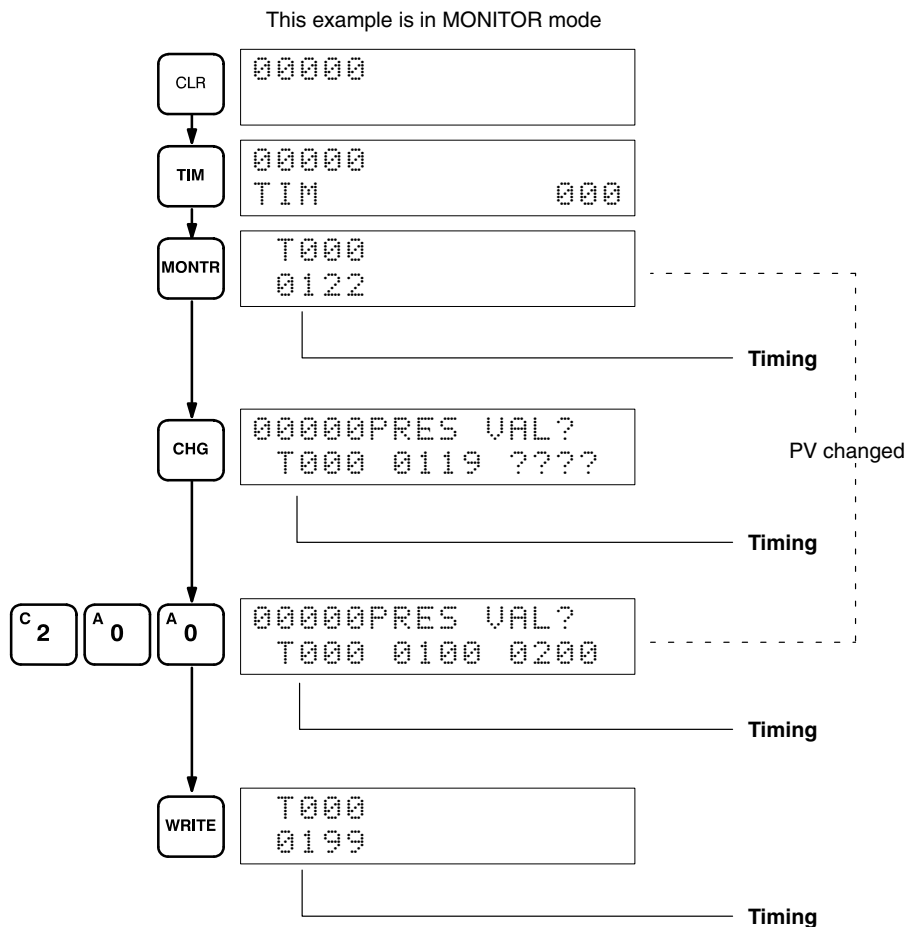 This example is in MONITOR mode
CLR
00000
TIM
00000
TIM 000
MONTR
T000
0122
Timing
CHG
00000PRES VAL?
T000 0119 ????
PV changed
Timing
C 2
A 0
A 0
00000PRES VAL?
T000 0100 0200
Timing
WRITE
T000
0199
Timing